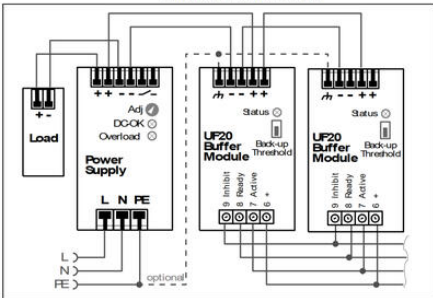 + -
Load
+ + - -
Adj
DC-OK
Overload
Power
Supply
L N PE
- - + +
Status
UF20
Buffer
Module
Back-up
Threshold
9 Inhibit
8 Ready
7 Active
6 +
- - + +
Status
UF20
Buffer
Module
Back-up
Threshold
9 Inhibit
8 Ready
7 Active
6 +
L
N
PE
optional